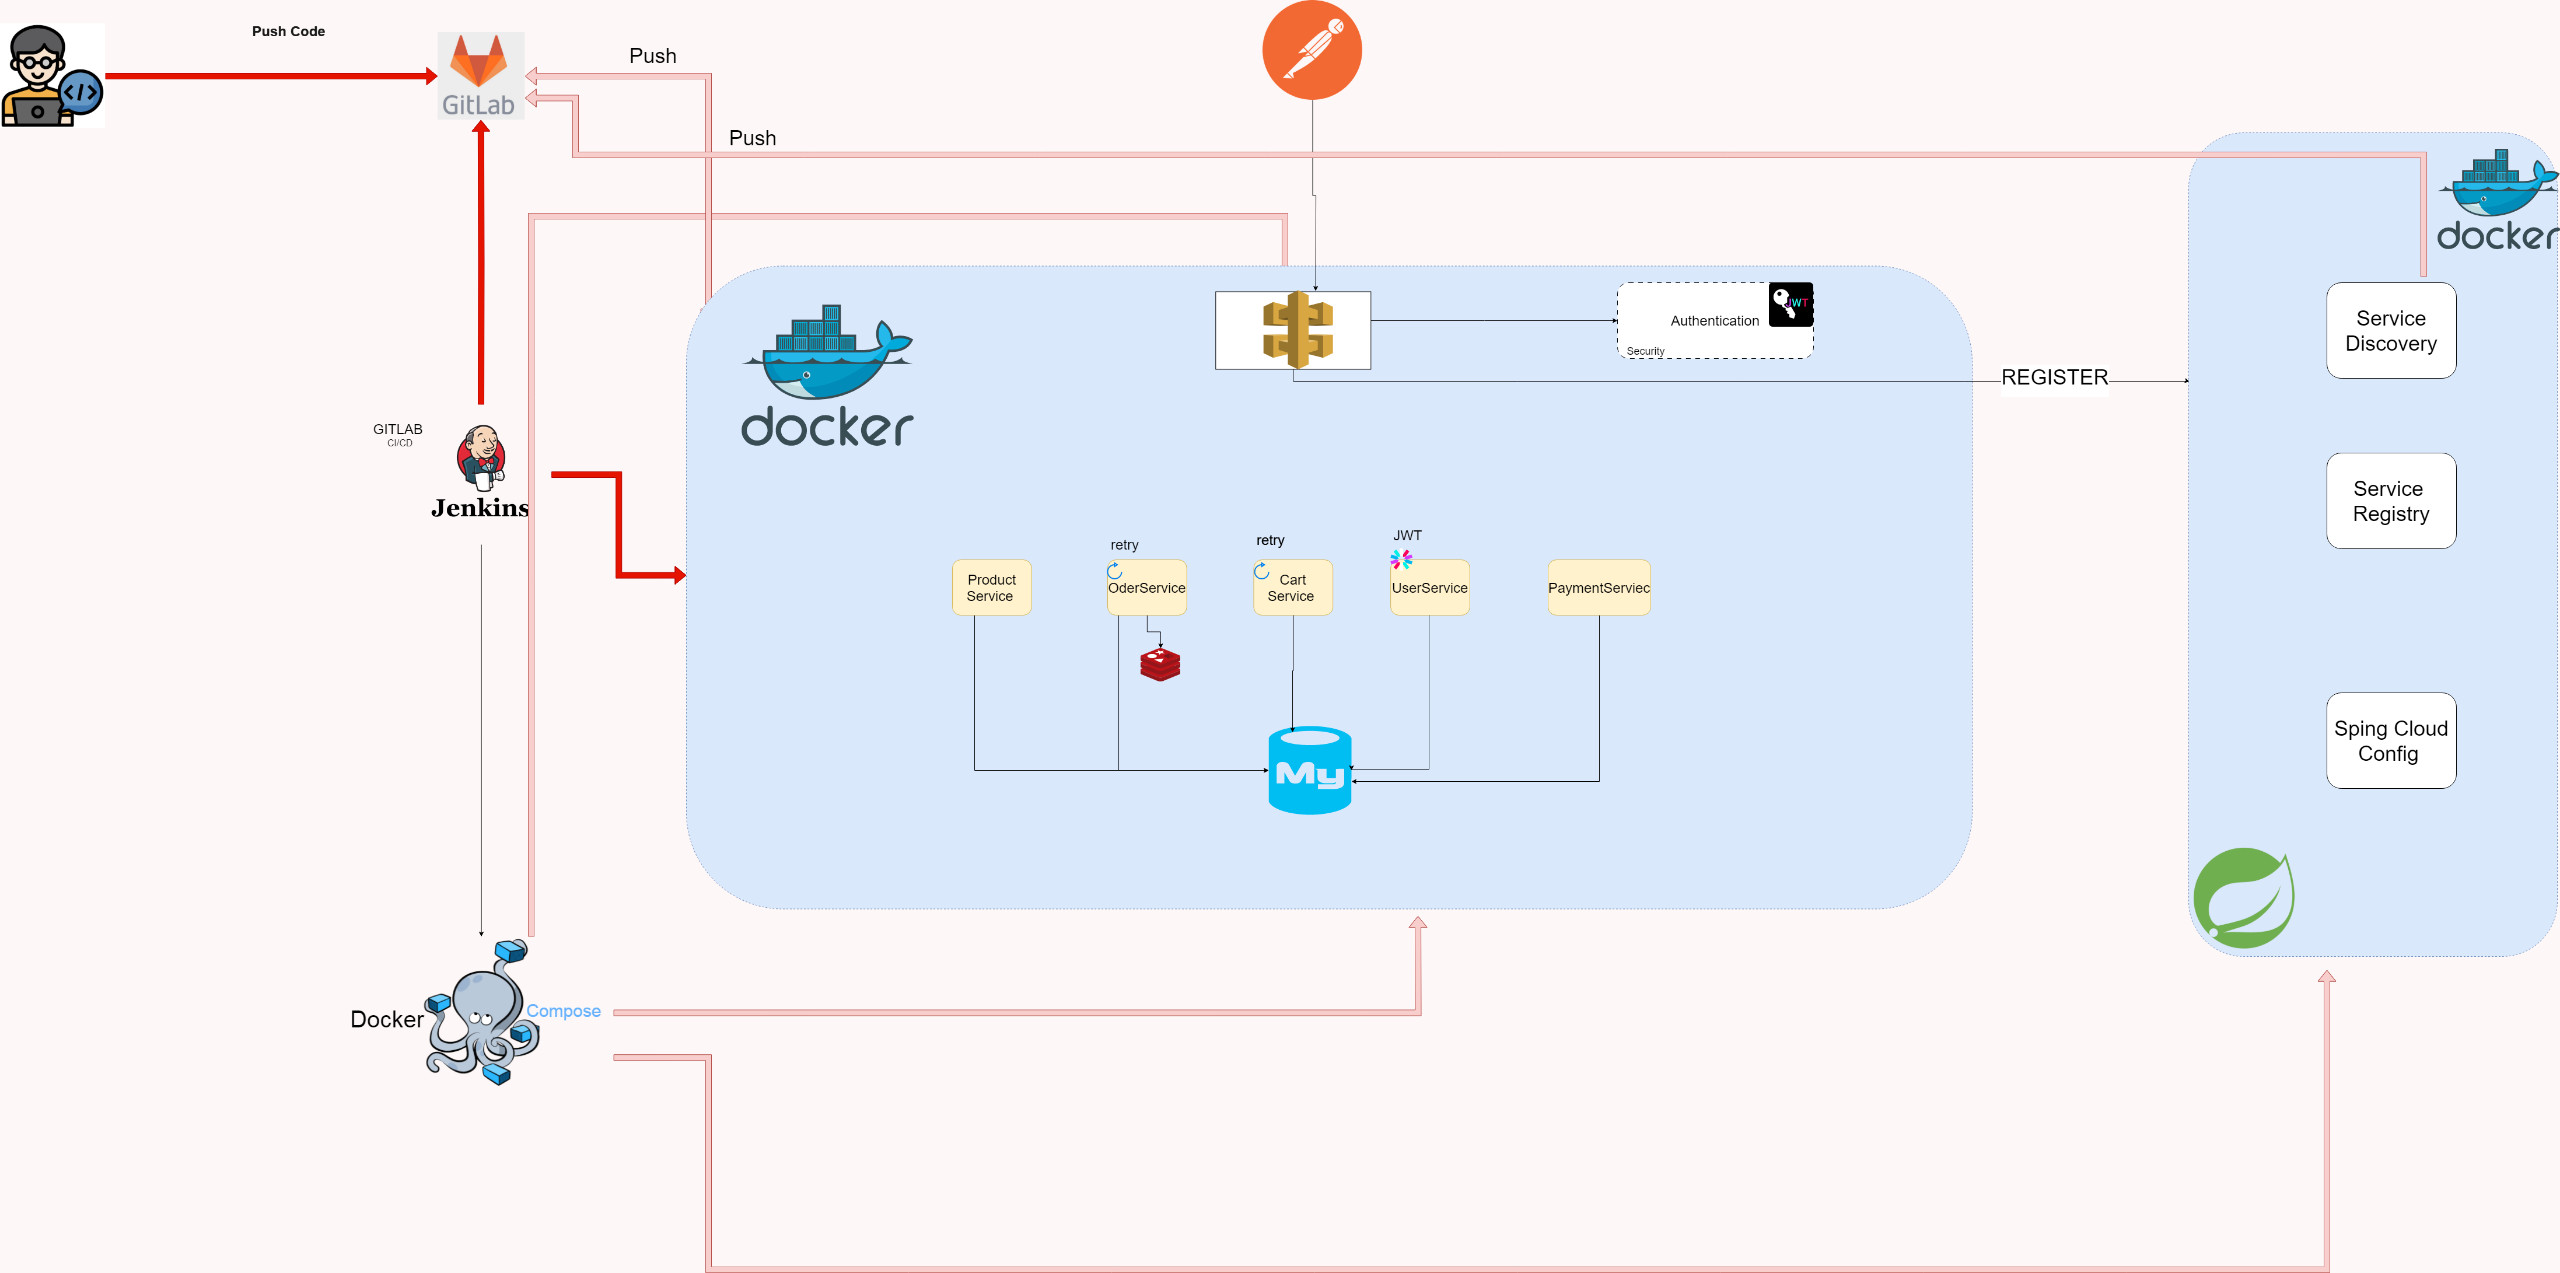 Push Code
Push
GitLab
Push
docker
JWT
Authentication
Security
Service
Discovery
REGISTER
docker
GITLAB
CI/CD
Jenkins
Service
Registry
retry
retry
JWT
Product
Service
OderService
Cart
Service
UserService
PaymentServiec
My
Sping Cloud
Config
Docker
Compose